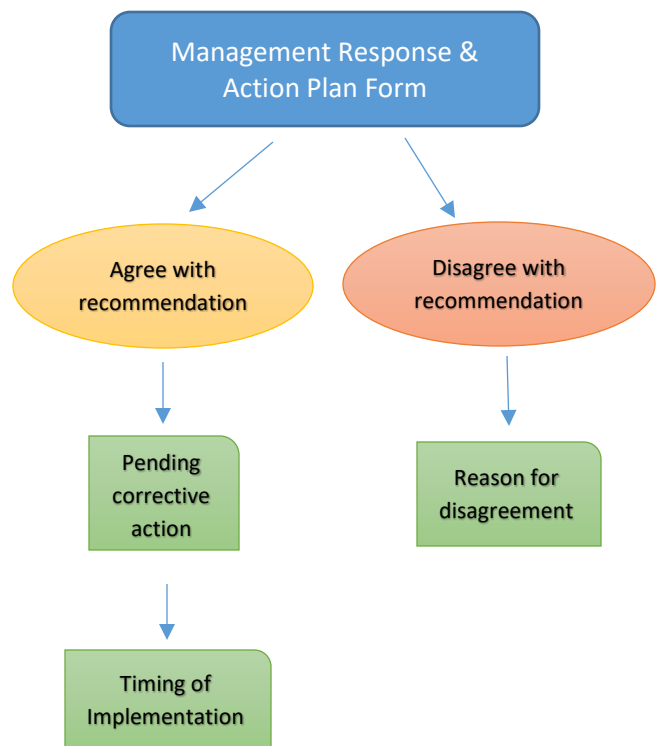 Management Response &
Action Plan Form
Agree with
recommendation
Disagree with
recommendation
Pending
corrective
action
Reason for
disagreement
Timing of
Implementation